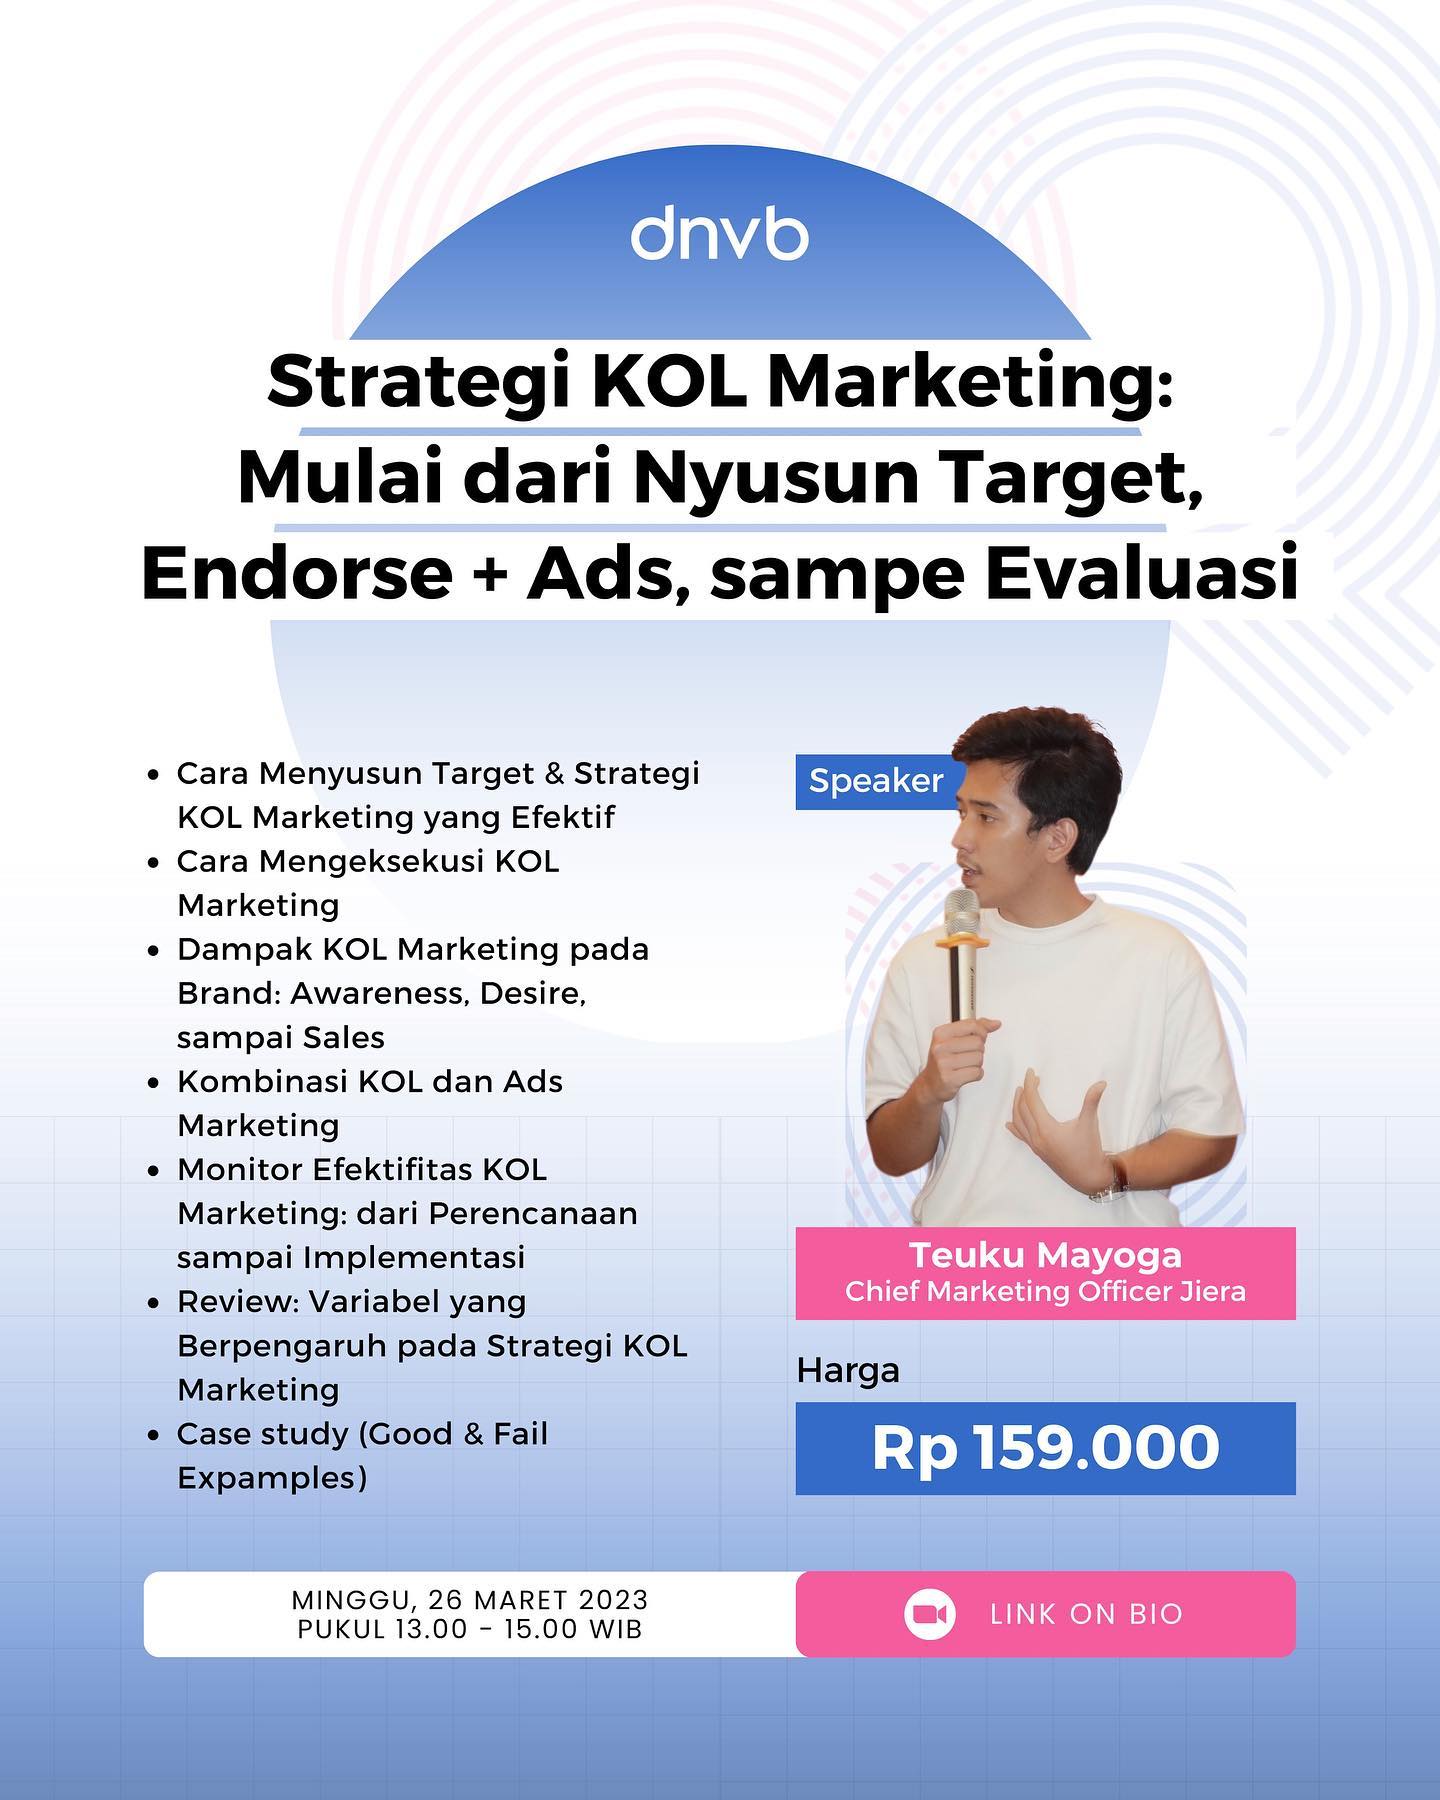 dnvb
Strategi KOL Marketing:
Mulai dari Nyusun Target,
Endorse + Ads, sampe Evaluasi
• Cara Menyusun Target & Strategi
KOL Marketing yang Efektif
• Cara Mengeksekusi KOL
Marketing
• Dampak KOL Marketing pada
Brand: Awareness, Desire,
sampai Sales
• Kombinasi KOL dan Ads
Marketing
• Monitor Efektifitas KOL
Marketing: dari Perencanaan
sampai Implementasi
• Review: Variabel yang
Berpengaruh pada Strategi KOL
Marketing
• Case study (Good & Fail
Expamples)
Speaker
Teuku Mayoga
Chief Marketing Officer Jiera
Harga
Rp 159.000
MINGGU, 26 MARET 2023
PUKUL 13.00 - 15.00 WIB
LINK ON BIO